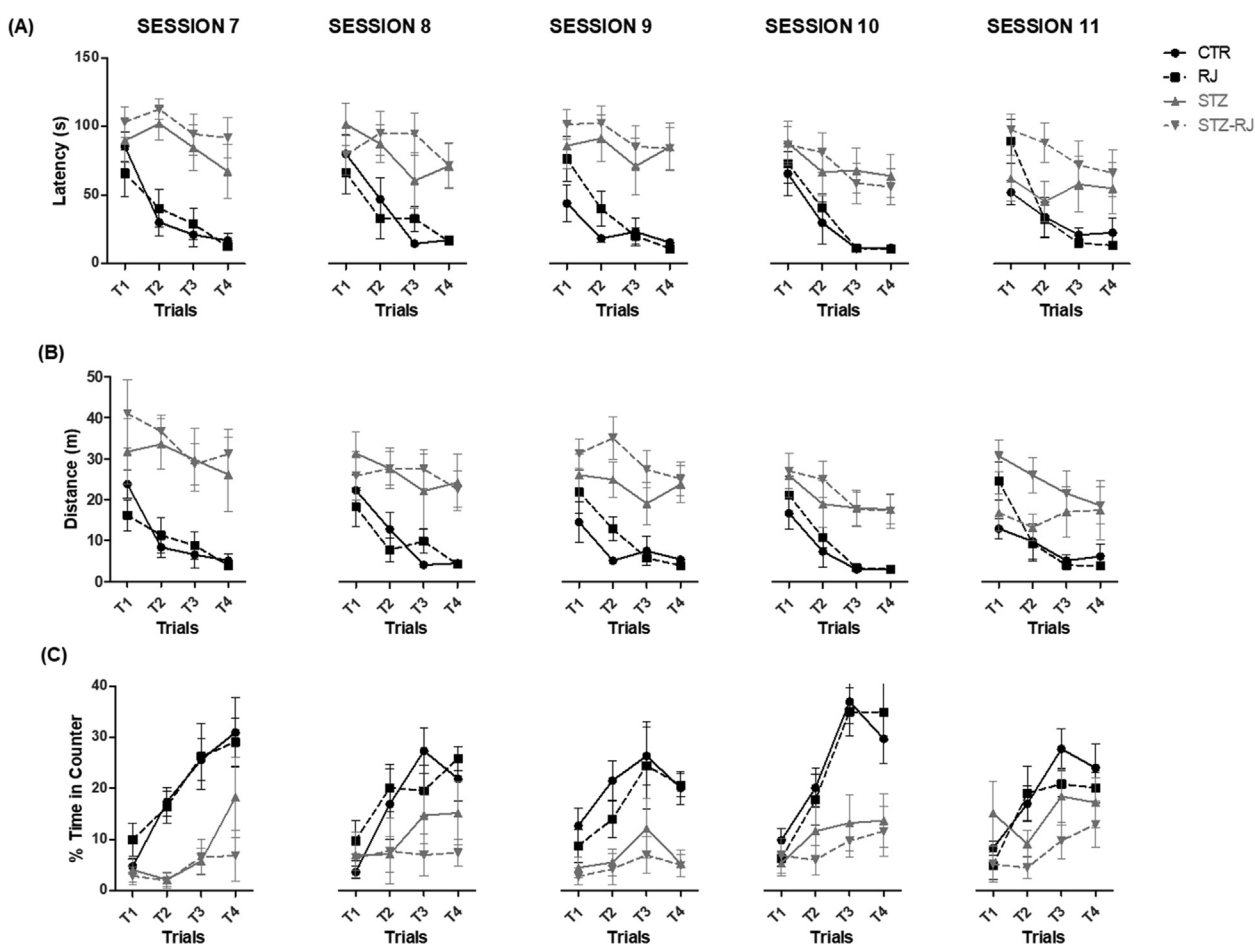 (A) SESSION 7 SESSION 8 SESSION 9 SESSION 10 SESSION 11
CTR
RJ
STZ
STZ-RJ
Latency (s)
150
100
50
0
T1 T2 T3 T4 T1 T2 T3 T4 T1 T2 T3 T4 T1 T2 T3 T4 T1 T2 T3 T4
Trials Trials Trials Trials Trials
(B)
Distance (m)
50
40
30
20
10
0
T1 T2 T3 T4 T1 T2 T3 T4 T1 T2 T3 T4 T1 T2 T3 T4 T1 T2 T3 T4
Trials Trials Trials Trials Trials
(C)
% Time in Counter
40
30
20
10
0
T1 T2 T3 T4 T1 T2 T3 T4 T1 T2 T3 T4 T1 T2 T3 T4 T1 T2 T3 T4
Trials Trials Trials Trials Trials